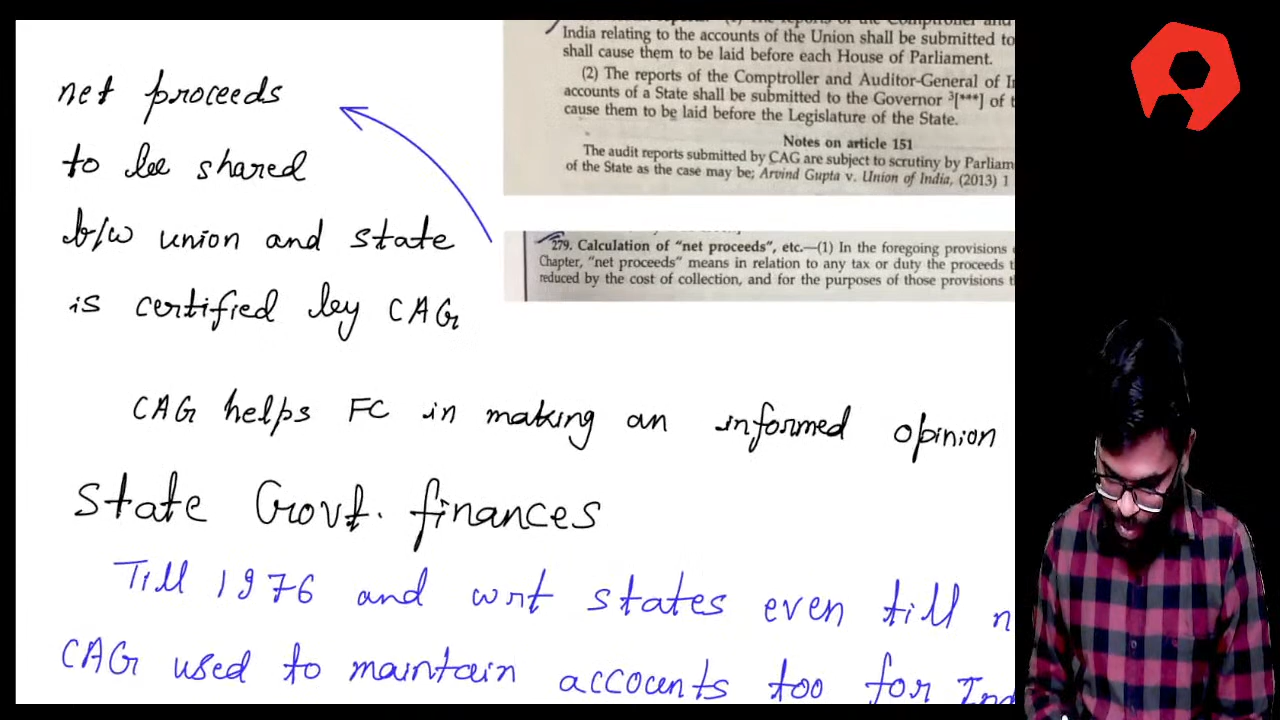 India relating to the accounts of the Union shall be submitted to
shall cause them to be laid before each House of Parliament.
(2) The reports of the Comptroller and Auditor-General of
accounts of a State shall be submitted to the Governor ³[***] of
cause them to be laid before the Legislature of the State.
Notes on article 151
The audit reports submitted by CAG are subject to scrutiny by
of the State as the case may be; Arvind Gupta v. Union of India, (2013) 1
279. Calculation of "net proceeds", etc.—(1) In the foregoing provisions
Chapter, "net proceeds" means in relation to any tax or duty the proceeds
reduced by the cost of collection, and for the purposes of those provisions
net proceeds
to be shared
b/w union and state
is certified by CAG
CAG helps FC in making an informed opinion
State Govt. finances
Till 1976 and wrt states even till
CAG used to maintain accounts too for